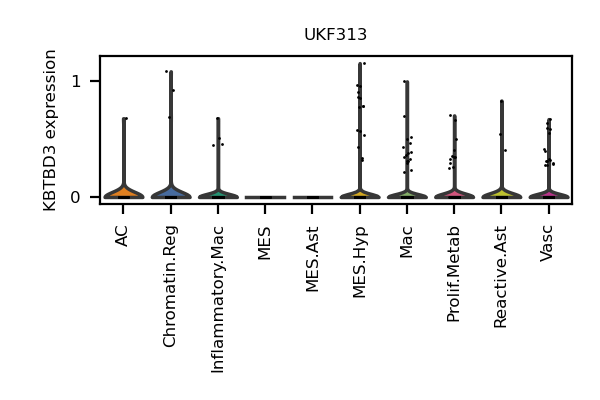 UKF313
KBTBD3 expression
1
0
AC
Chromatin.Reg
Inflammatory.Mac
MES
MES.Ast
MES.Hyp
Mac
Prolif.Metab
Reactive.Ast
Vasc